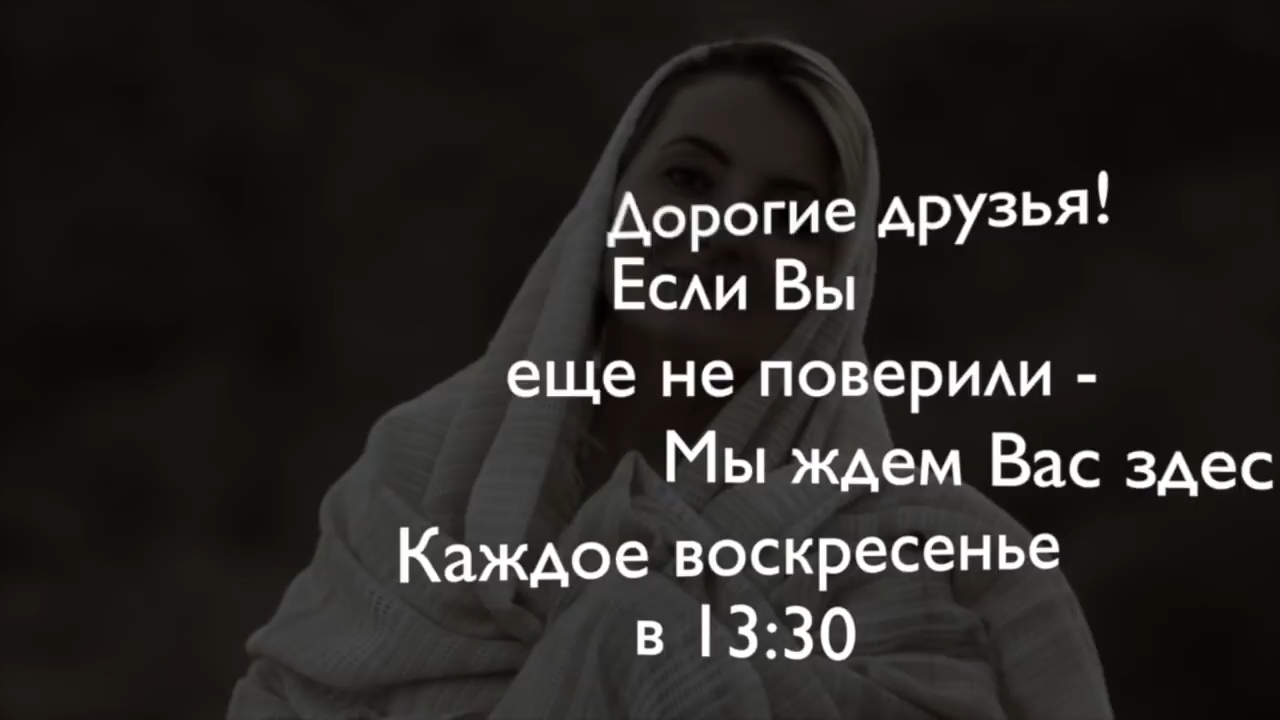 Дорогие друзья!
Если Вы
еще не поверили -
Мы ждем Вас здес
Каждое воскресенье
в 13:30